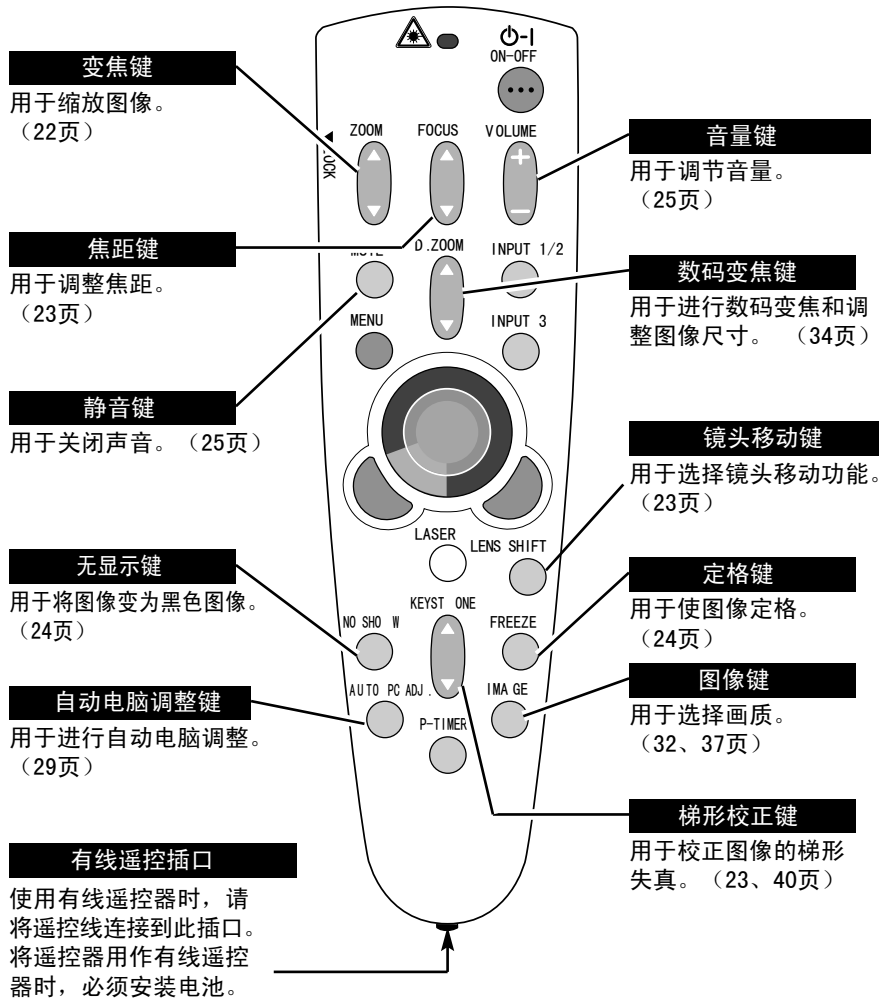 ON-OFF
变焦键
用于缩放图像。
（22页）
焦距键
用于调整焦距。
（23页）
静音键
用于关闭声音。（25页）
无显示键
用于将图像变为黑色图像。
（24页）
自动电脑调整键
用于进行自动电脑调整。
（29页）
有线遥控插口
使用有线遥控器时，请
将遥控线连接到此插口。
将遥控器用作有线遥控
器时，必须安装电池。
ZOOM
FOCUS
VOLUME
D.ZOOM
INPUT 1/2
MENU
INPUT 3
LASER
LENS SHIFT
KEYST ONE
NO SHO W
FREEZE
AUTO PC ADJ.
IMA GE
P-TIMER
音量键
用于调节音量。
（25页）
数码变焦键
用于进行数码变焦和调
整图像尺寸。 （34页）
镜头移动键
用于选择镜头移动功能。
（23页）
定格键
用于使图像定格。
（24页）
图像键
用于选择画质。
（32、37页）
梯形校正键
用于校正图像的梯形
失真。（23、40页）